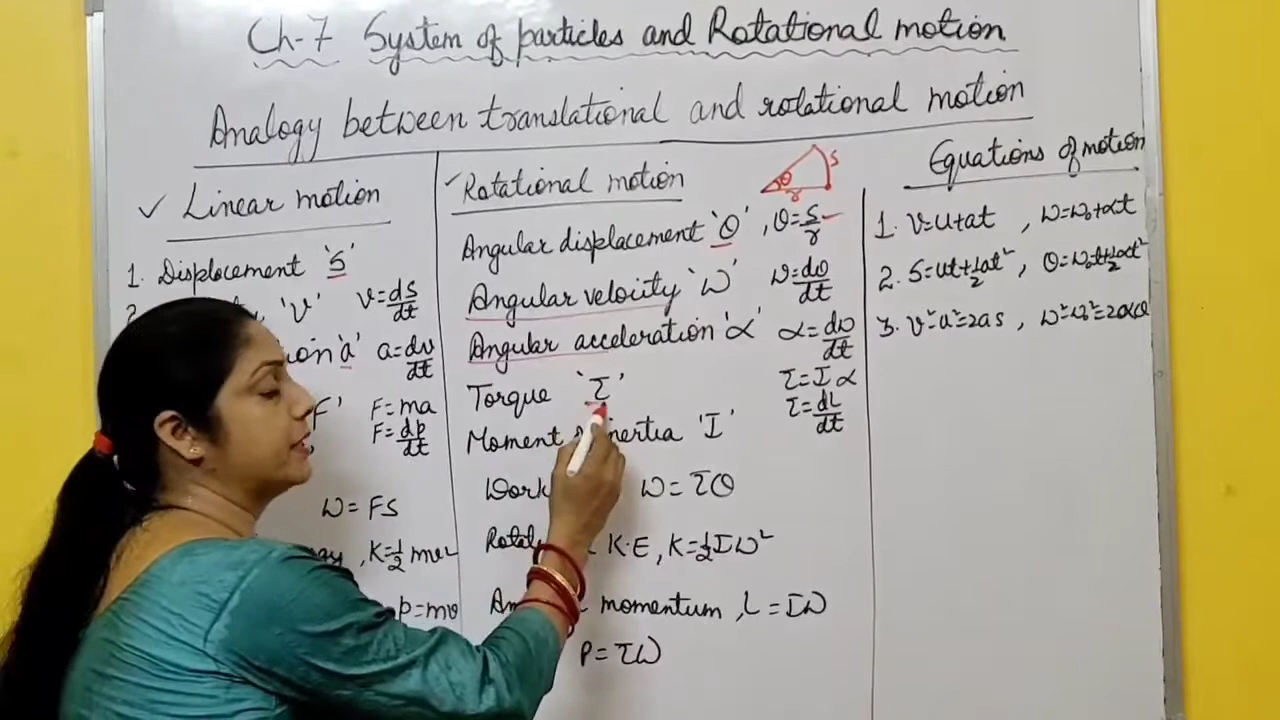 Ch-7 System of particles and Rotational motion
Analogy between translational and rotational motion
✓ Linear motion
1. Displacement 'S'
2. 'v' v=ds/dt
'a' a=dv/dt
F' F=ma
F=dp/dt
W=FS
K=1/2 mv²
p=mv
✓ Rotational motion
θ r S
Angular displacement 'θ', θ=S/r
Angular velocity 'ω' ω=dθ/dt
Angular acceleration 'α' α=dω/dt
Torque 'τ' τ=Iα
τ=dL/dt
Moment inertia 'I'
Work W=τθ
K.E, K=1/2 Iω²
momentum, L=Iω
P=τω
Equations of motion
1. v=u+at, ω=ω₀+αt
2. S=ut+1/2 at², θ=ω₀t+1/2 αt²
3. v²-u²=2as, ω²-ω₀²=2αθ